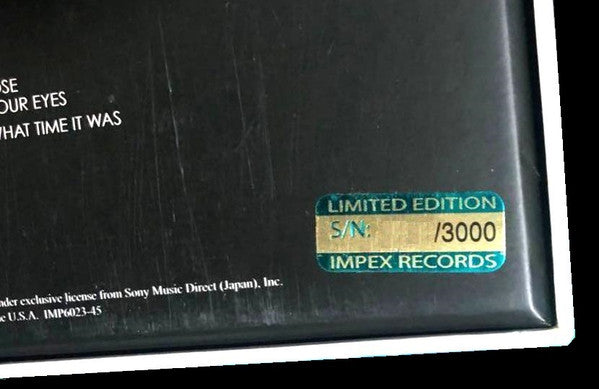 OSE
OUR EYES
WHAT TIME IT WAS
LIMITED EDITION
S/N: /3000
IMPEX RECORDS
nder exclusive license from Sony Music Direct (Japan), Inc.
e U.S.A. IMP6023-45